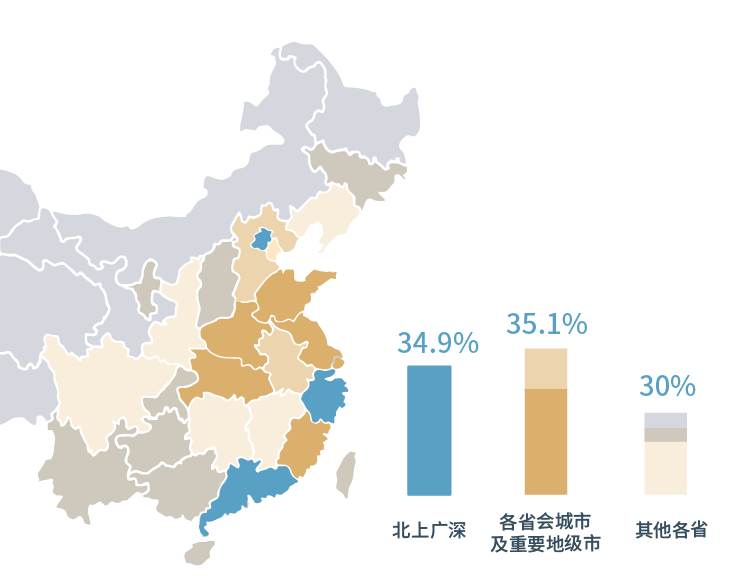 34.9%
35.1%
30%
北上广深
各省会城市
及重要地级市
其他各省